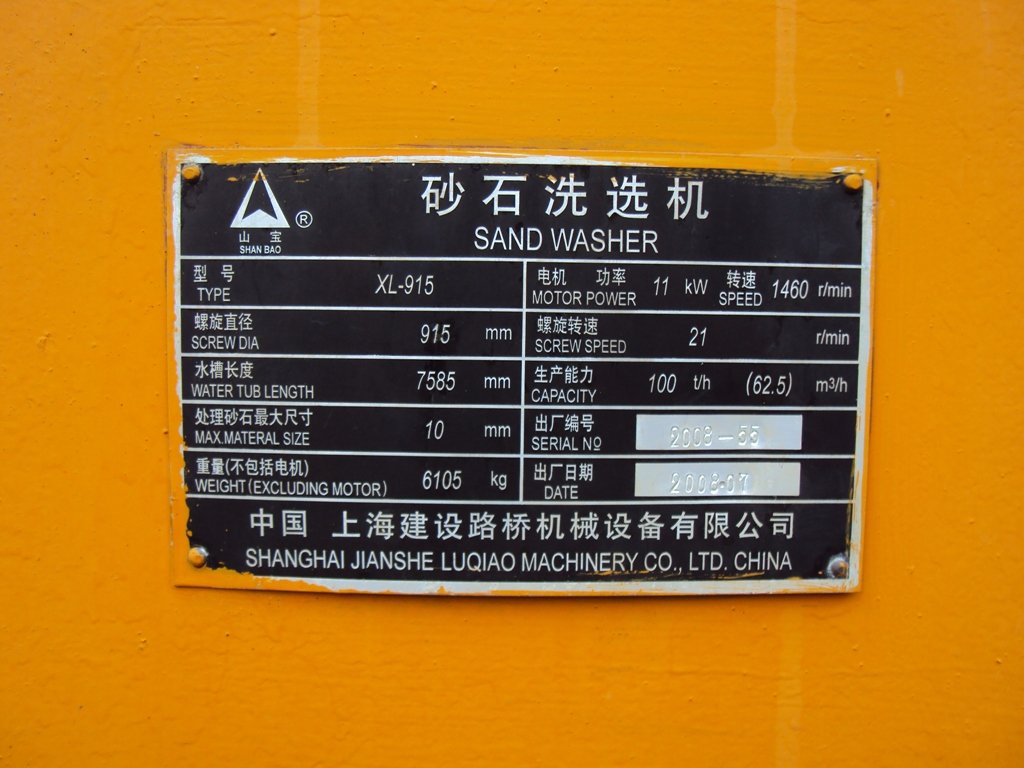 砂石洗选机
SAND WASHER
®
山宝
SHAN BAO
型号 XL-915
TYPE
电机 功率 11 kW 转速 1460 r/min
MOTOR POWER SPEED
螺旋直径 915 mm
SCREW DIA
螺旋转速 21 r/min
SCREW SPEED
水槽长度 7585 mm
WATER TUB LENGTH
生产能力 100 t/h (62.5) m³/h
CAPACITY
处理砂石最大尺寸 10 mm
MAX.MATERAL SIZE
出厂编号 2008-55
SERIAL No
重量(不包括电机) 6105 kg
WEIGHT(EXCLUDING MOTOR)
出厂日期 2008-07
DATE
中国 上海建设路桥机械设备有限公司
SHANGHAI JIANSHE LUQIAO MACHINERY CO., LTD. CHINA